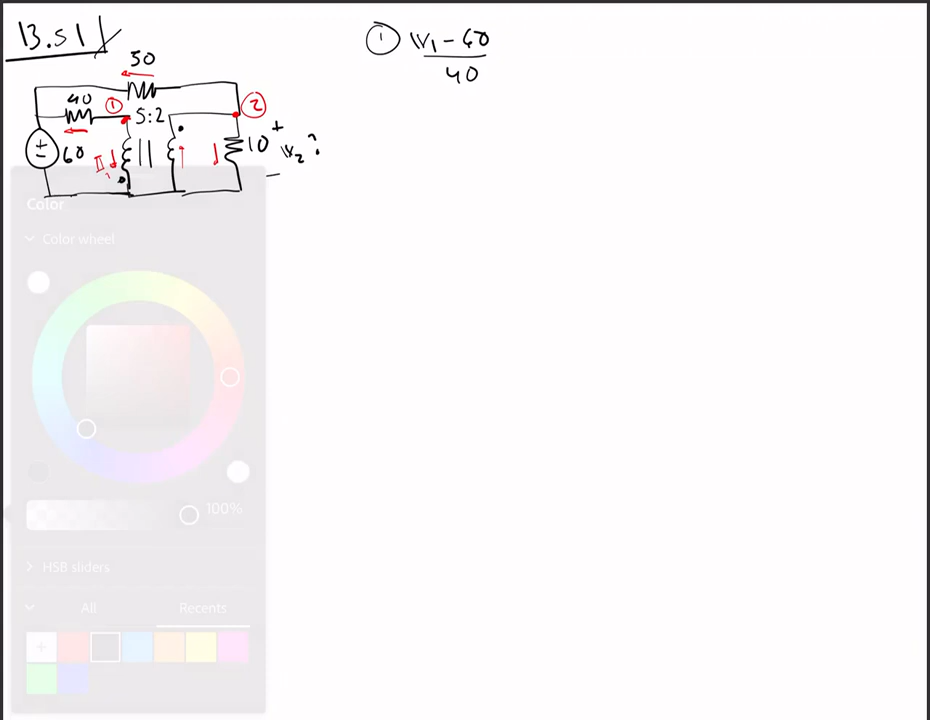 13.51
① V₁ - 60
40
50
40 ① 5:2 ②
60 I₁ 10 + V₂ ?
-
Color
Color wheel
100%
HSB sliders
All Recents